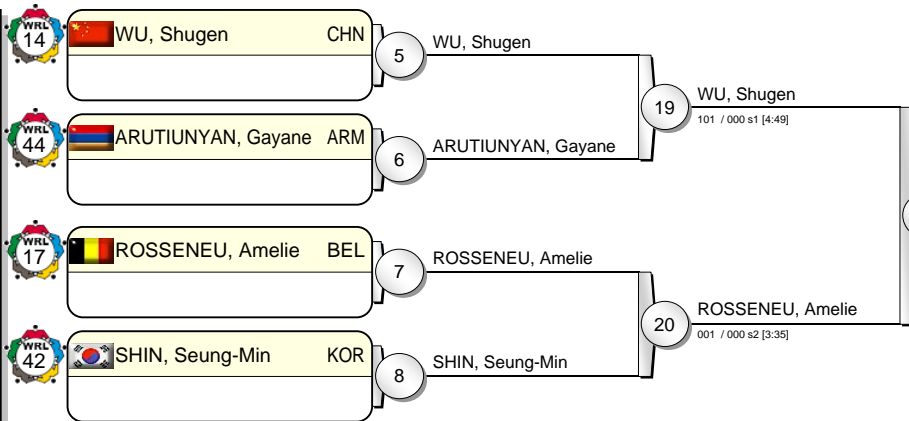 WRL
14
WU, Shugen CHN
5
WU, Shugen
WRL
44
ARUTIUNYAN, Gayane ARM
6
ARUTIUNYAN, Gayane
19
WU, Shugen
101 / 000 s1 [4:49]
WRL
17
ROSSENEU, Amelie BEL
7
ROSSENEU, Amelie
WRL
42
SHIN, Seung-Min KOR
8
SHIN, Seung-Min
20
ROSSENEU, Amelie
001 / 000 s2 [3:35]